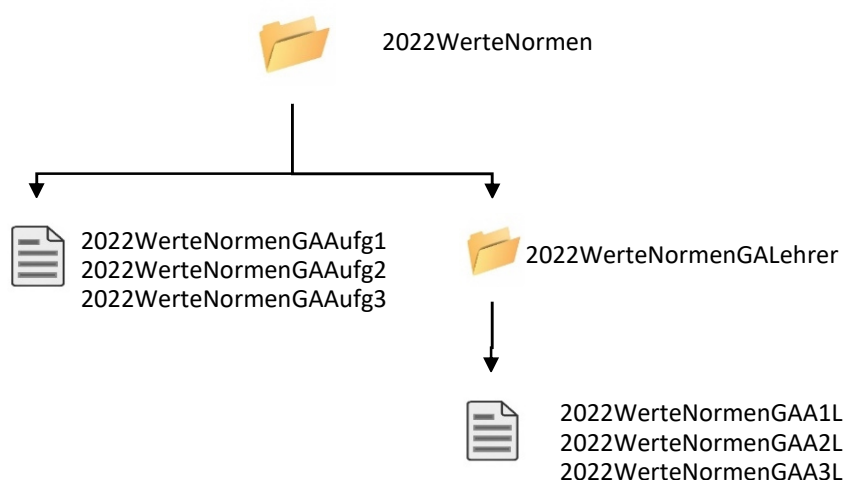 2022WerteNormen
2022WerteNormenGAAufg1
2022WerteNormenGAAufg2
2022WerteNormenGAAufg3
2022WerteNormenGALehrer
2022WerteNormenGAA1L
2022WerteNormenGAA2L
2022WerteNormenGAA3L